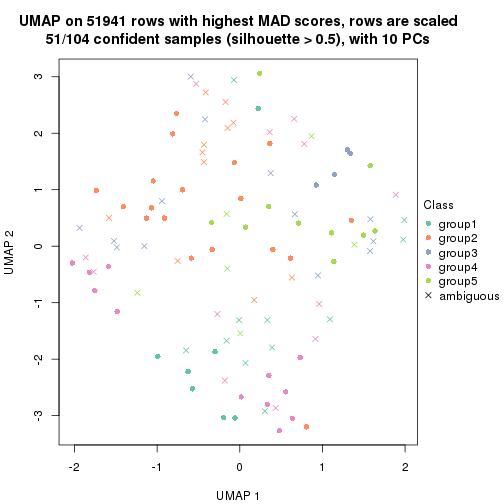 UMAP on 51941 rows with highest MAD scores, rows are scaled
51/104 confident samples (silhouette > 0.5), with 10 PCs
3
2
1
0
-1
-2
-3
UMAP 2
-2
-1
0
1
2
UMAP 1
Class
group1
group2
group3
group4
group5
ambiguous